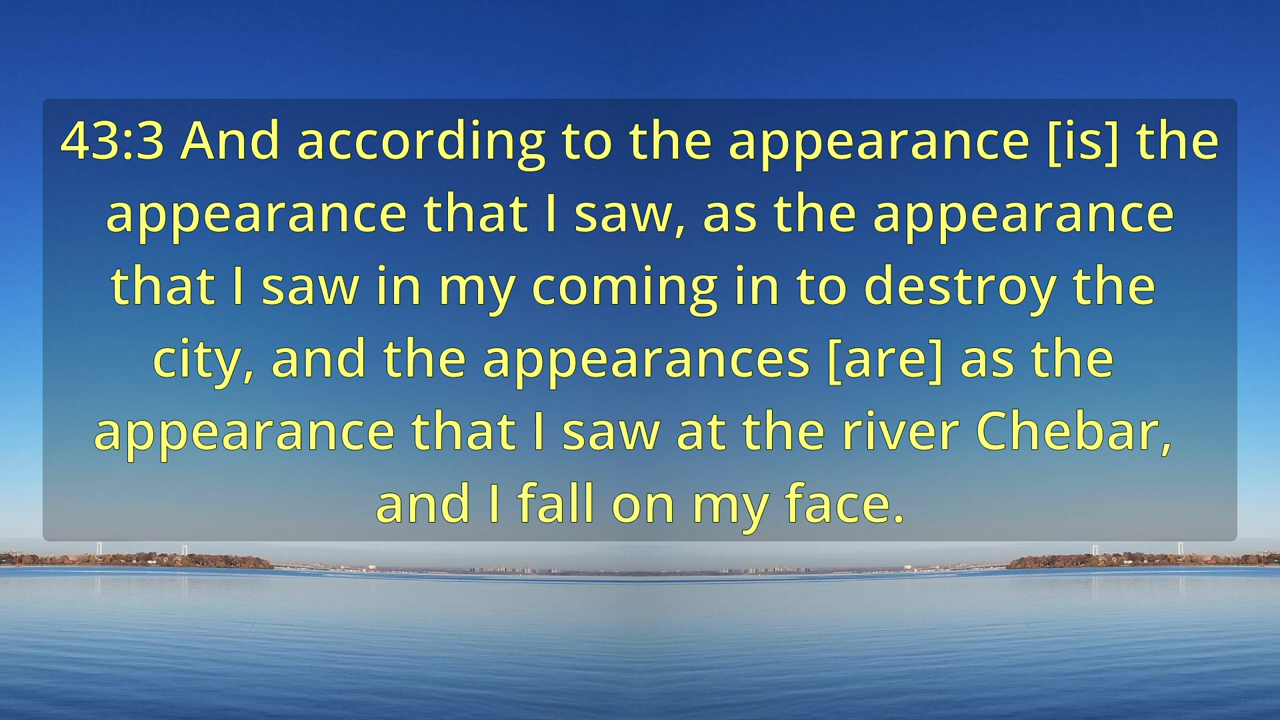 43:3 And according to the appearance [is] the
appearance that I saw, as the appearance
that I saw in my coming in to destroy the
city, and the appearances [are] as the
appearance that I saw at the river Chebar,
and I fall on my face.